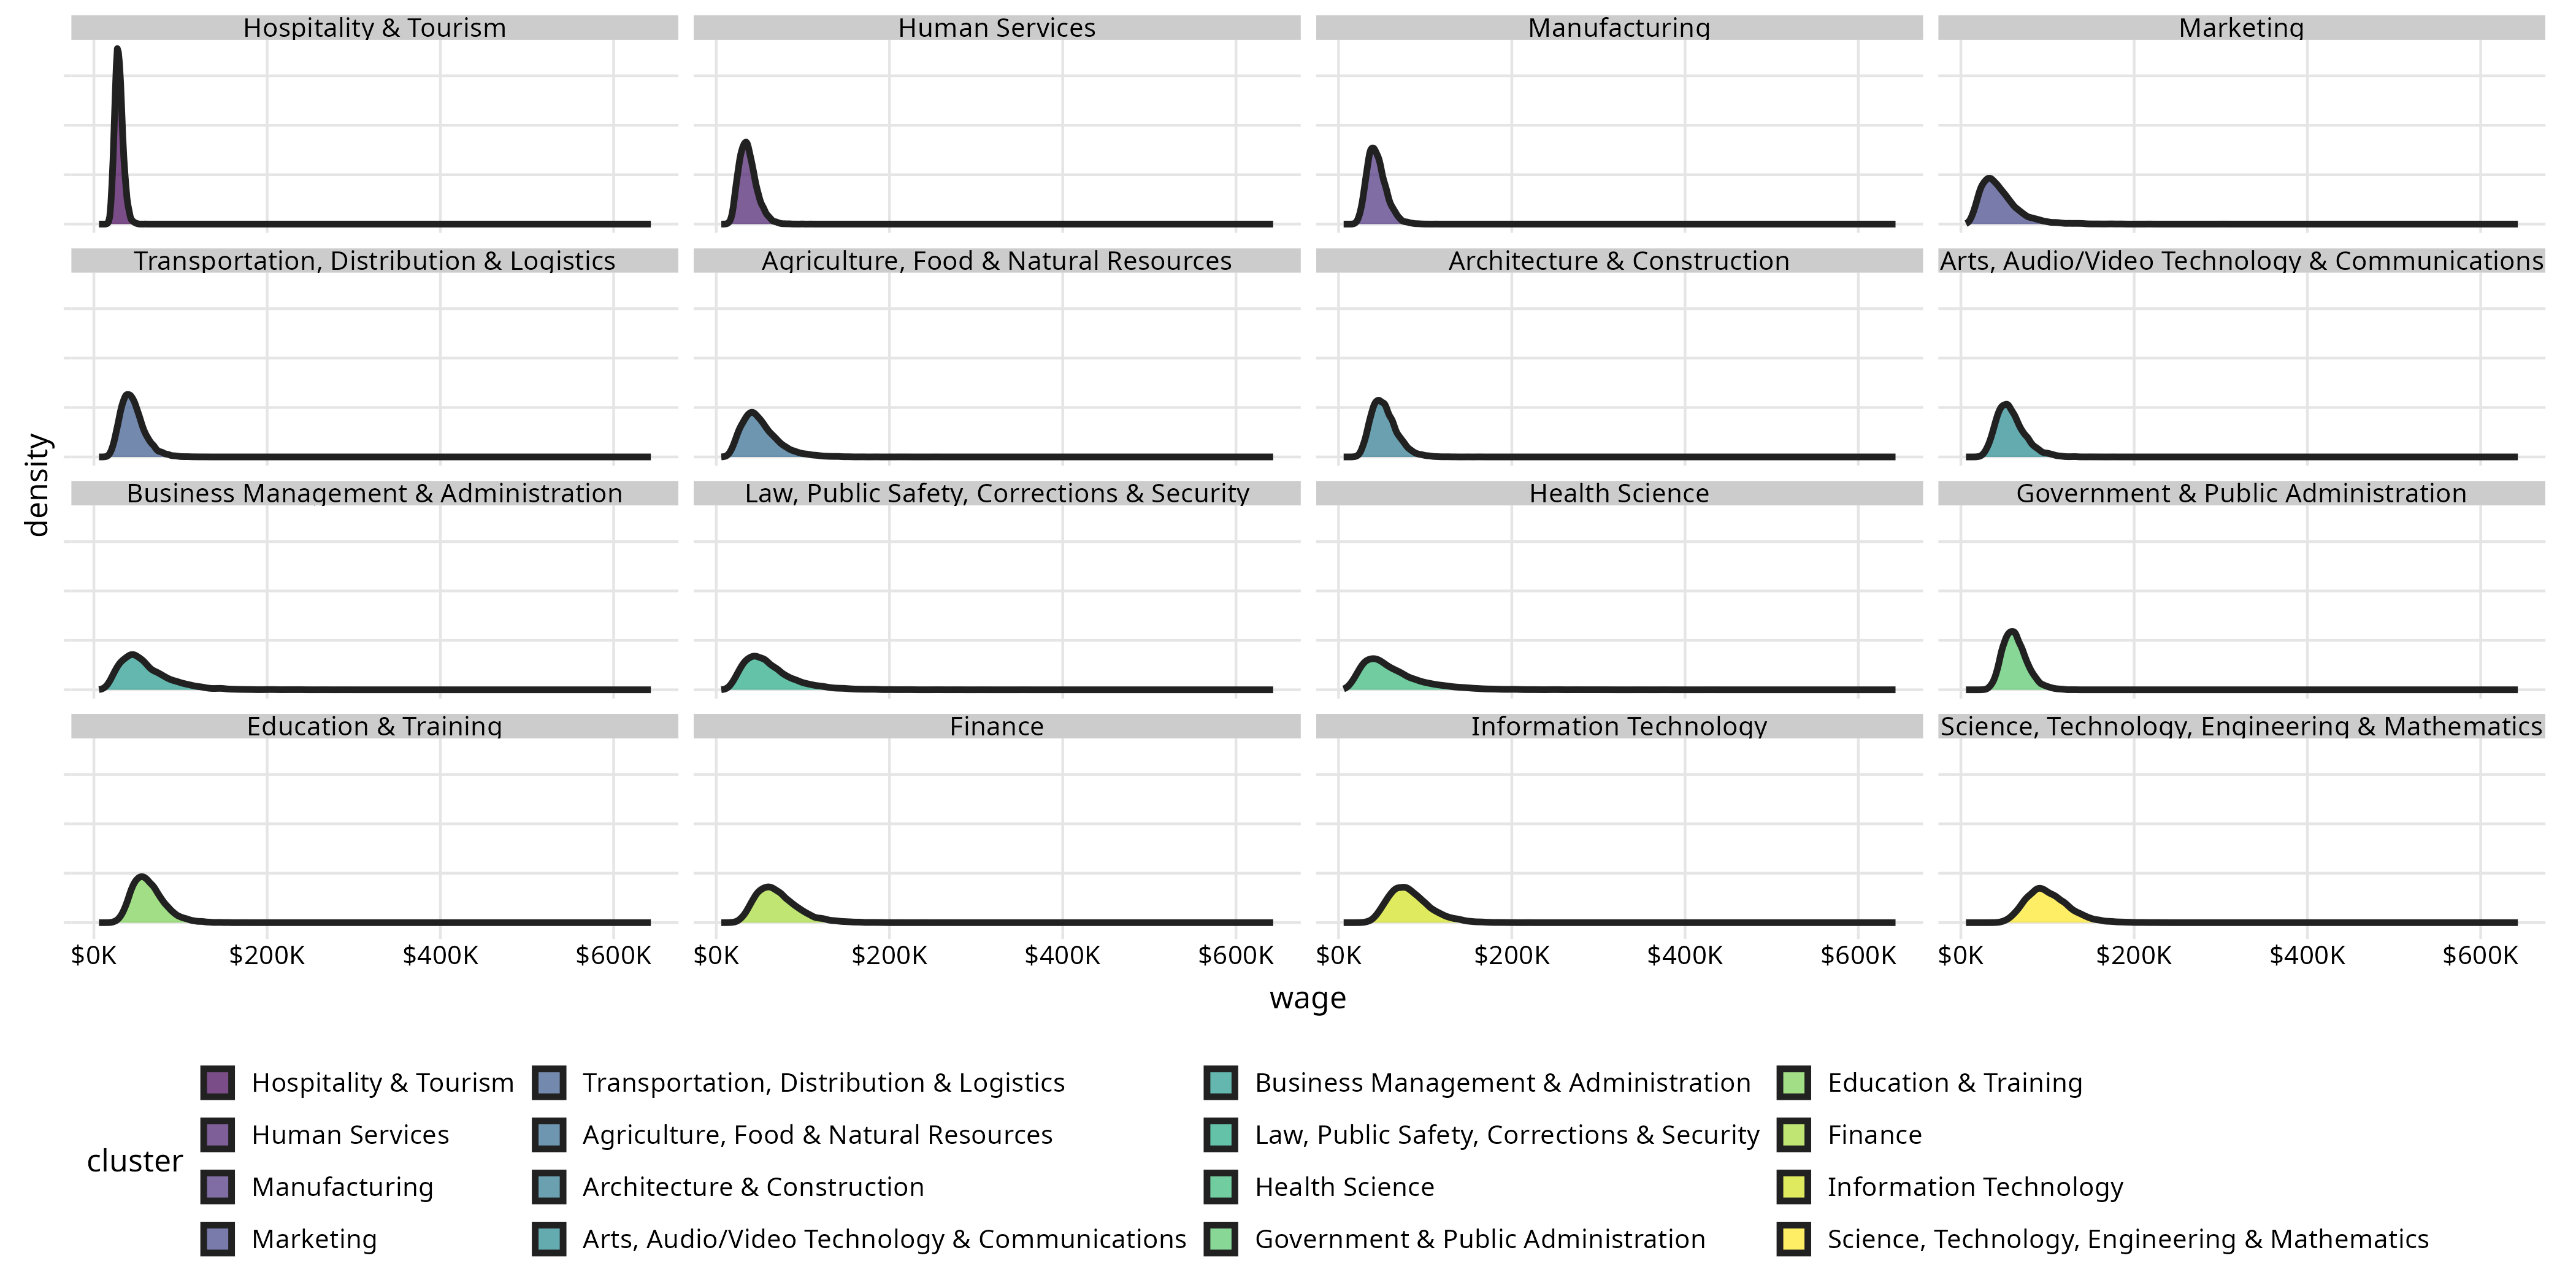 Hospitality & Tourism
Human Services
Manufacturing
Marketing
Transportation, Distribution & Logistics
Agriculture, Food & Natural Resources
Architecture & Construction
Arts, Audio/Video Technology & Communications
Business Management & Administration
Law, Public Safety, Corrections & Security
Health Science
Government & Public Administration
Education & Training
Finance
Information Technology
Science, Technology, Engineering & Mathematics
density
$0K $200K $400K $600K
$0K $200K $400K $600K
$0K $200K $400K $600K
$0K $200K $400K $600K
wage
cluster
Hospitality & Tourism
Human Services
Manufacturing
Marketing
Transportation, Distribution & Logistics
Agriculture, Food & Natural Resources
Architecture & Construction
Arts, Audio/Video Technology & Communications
Business Management & Administration
Law, Public Safety, Corrections & Security
Health Science
Government & Public Administration
Education & Training
Finance
Information Technology
Science, Technology, Engineering & Mathematics